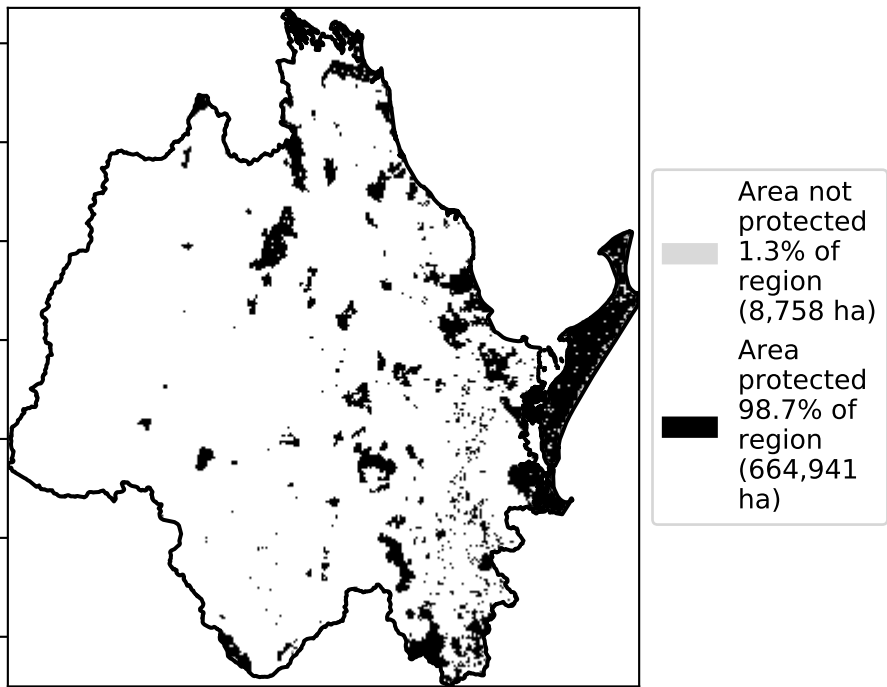 Area not
protected
1.3% of
region
(8,758 ha)
Area
protected
98.7% of
region
(664,941
ha)